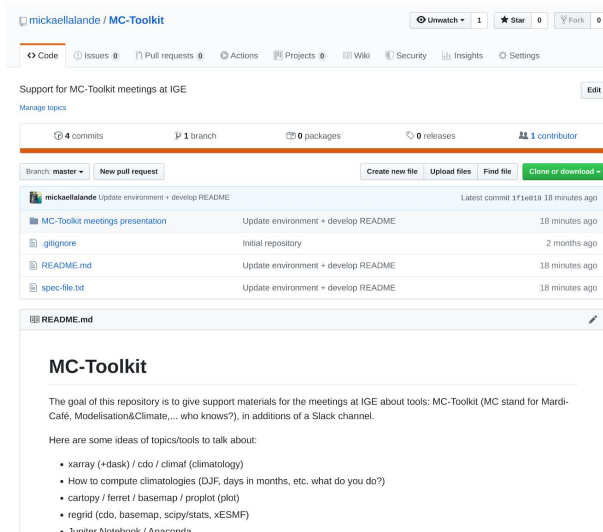 mickaellalande / MC-Toolkit Unwatch 1 Star 0 Fork 0
Code Issues 0 Pull requests 0 Actions Projects 0 Wiki Security Insights Settings
Support for MC-Toolkit meetings at IGE Edit
Manage topics
4 commits 1 branch 0 packages 0 releases 1 contributor
Branch: master New pull request Create new file Upload files Find file Clone or download
mickaellalande Update environment + develop README Latest commit 1f1e019 18 minutes ago
MC-Toolkit meetings presentation Update environment + develop README 18 minutes ago
.gitignore Initial repository 2 months ago
README.md Update environment + develop README 18 minutes ago
spec-file.txt Update environment + develop README 18 minutes ago
README.md
MC-Toolkit
The goal of this repository is to give support materials for the meetings at IGE about tools: MC-Toolkit (MC stand for Mardi-
Café, Modelisation&Climate,... who knows?), in additions of a Slack channel.
Here are some ideas of topics/tools to talk about:
• xarray (+dask) / cdo / climaf (climatology)
• How to compute climatologies (DJF, days in months, etc. what do you do?)
• cartopy / ferret / basemap / proplot (plot)
• regrid (cdo, basemap, scipy/stats, xESMF)
• Jupiter Notebook / Anaconda